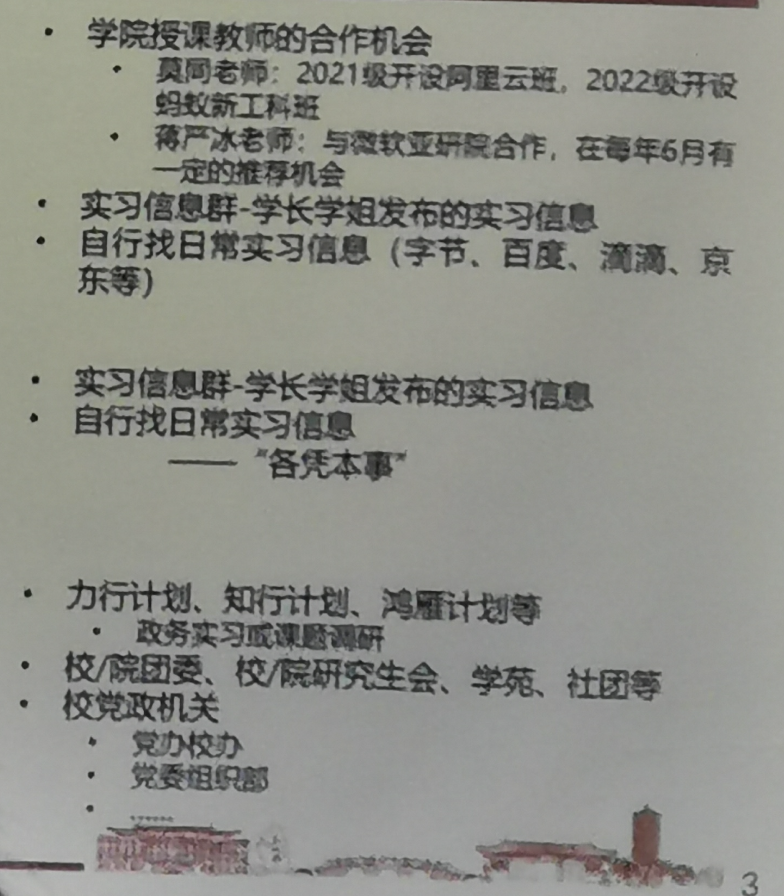 • 学院授课教师的合作机会
• 莫同老师：2021级开设阿里云班，2022级开设
蚂蚁新工科班
• 蒋严冰老师：与微软亚研院合作，在每年6月有
一定的推荐机会
• 实习信息群-学长学姐发布的实习信息
• 自行找日常实习信息（字节、百度、滴滴、京
东等）
• 实习信息群-学长学姐发布的实习信息
• 自行找日常实习信息
—— “各凭本事”
• 力行计划、知行计划、鸿雁计划等
• 政务实习或课题调研
• 校/院团委、校/院研究生会、学苑、社团等
• 校党政机关
• 党办校办
• 党委组织部
• ......
3